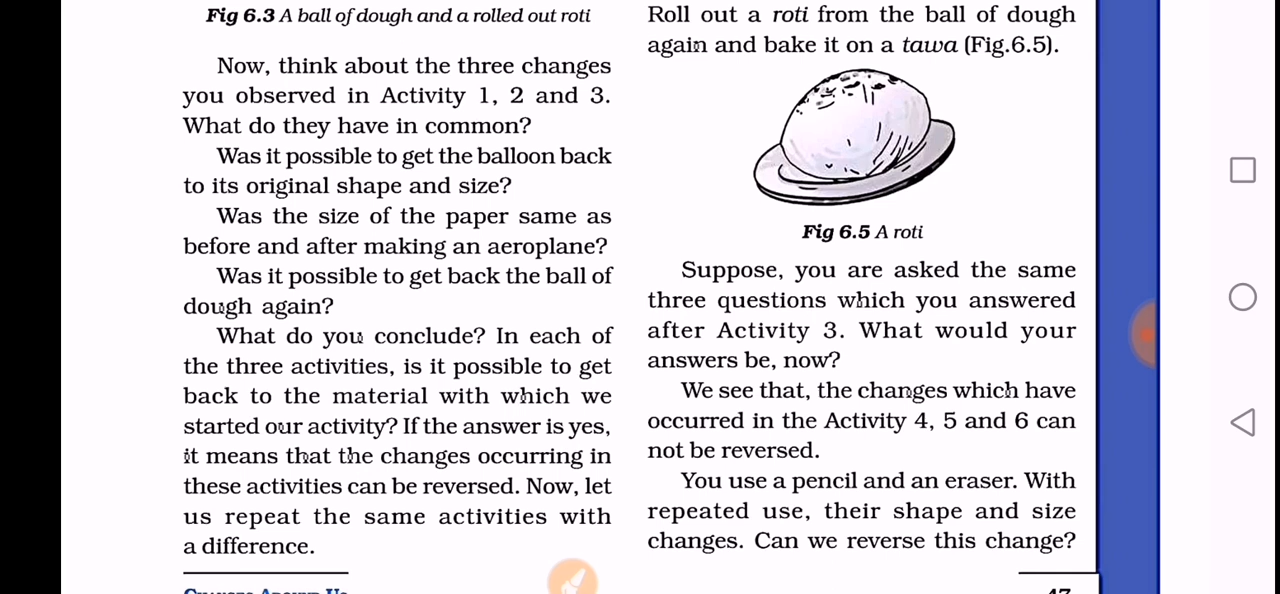 Fig 6.3 A ball of dough and a rolled out roti
Now, think about the three changes
you observed in Activity 1, 2 and 3.
What do they have in common?
Was it possible to get the balloon back
to its original shape and size?
Was the size of the paper same as
before and after making an aeroplane?
Was it possible to get back the ball of
dough again?
What do you conclude? In each of
the three activities, is it possible to get
back to the material with which we
started our activity? If the answer is yes,
it means that the changes occurring in
these activities can be reversed. Now, let
us repeat the same activities with
a difference.
Roll out a roti from the ball of dough
again and bake it on a tawa (Fig.6.5).
Fig 6.5 A roti
Suppose, you are asked the same
three questions which you answered
after Activity 3. What would your
answers be, now?
We see that, the changes which have
occurred in the Activity 4, 5 and 6 can
not be reversed.
You use a pencil and an eraser. With
repeated use, their shape and size
changes. Can we reverse this change?